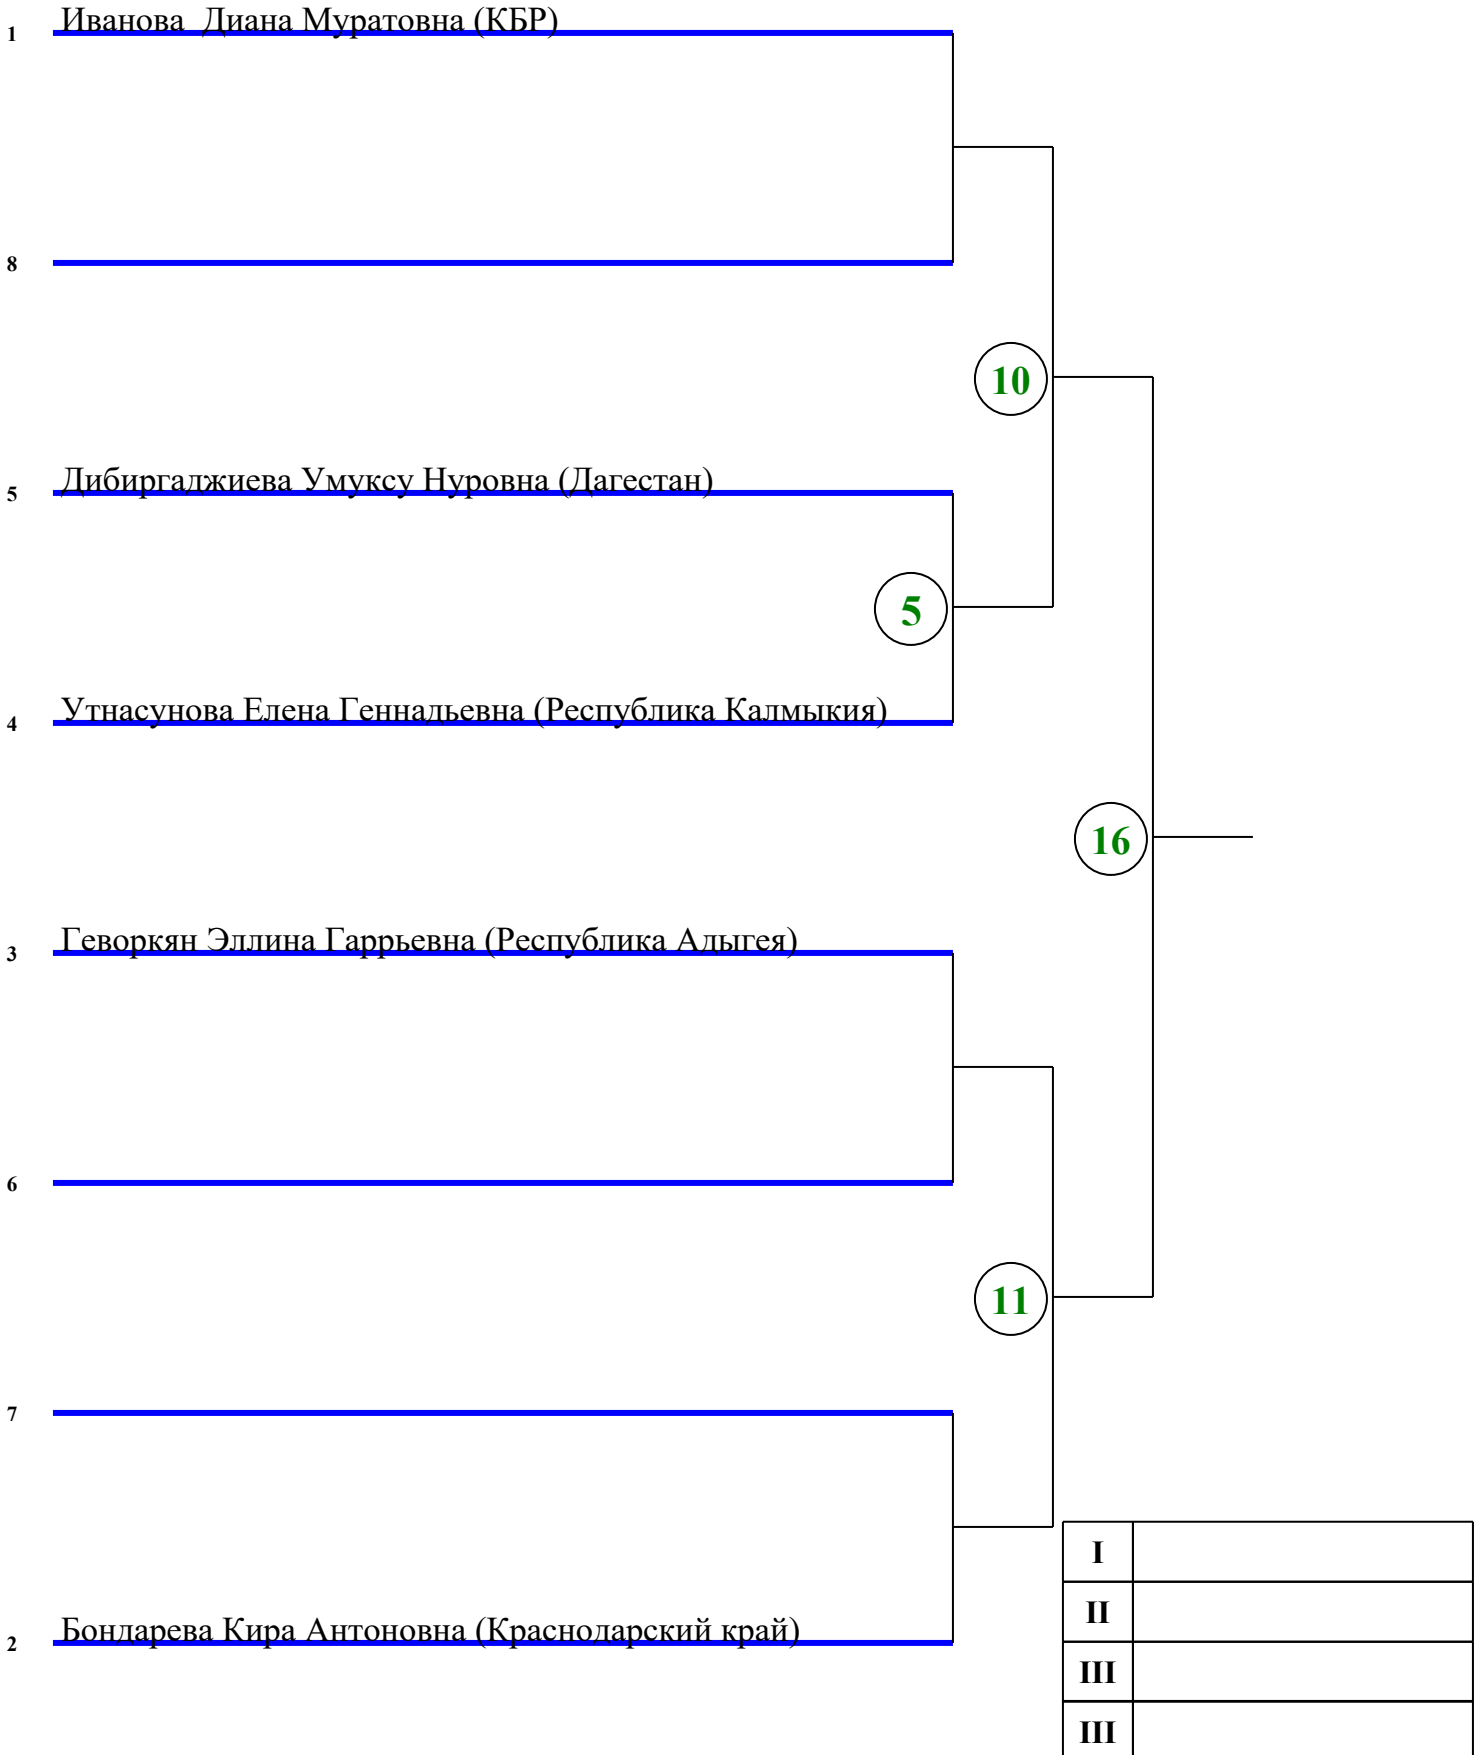 1 Иванова  Диана Муратовна (КБР)
8
10
5 Дибиргаджиева Умуксу Нуровна (Дагестан)
5
4 Утнасунова Елена Геннадьевна (Республика Калмыкия)
16
3 Геворкян Эллина Гаррьевна (Республика Адыгея)
6
11
7
I
II
2 Бондарева Кира Антоновна (Краснодарский край)
III
III